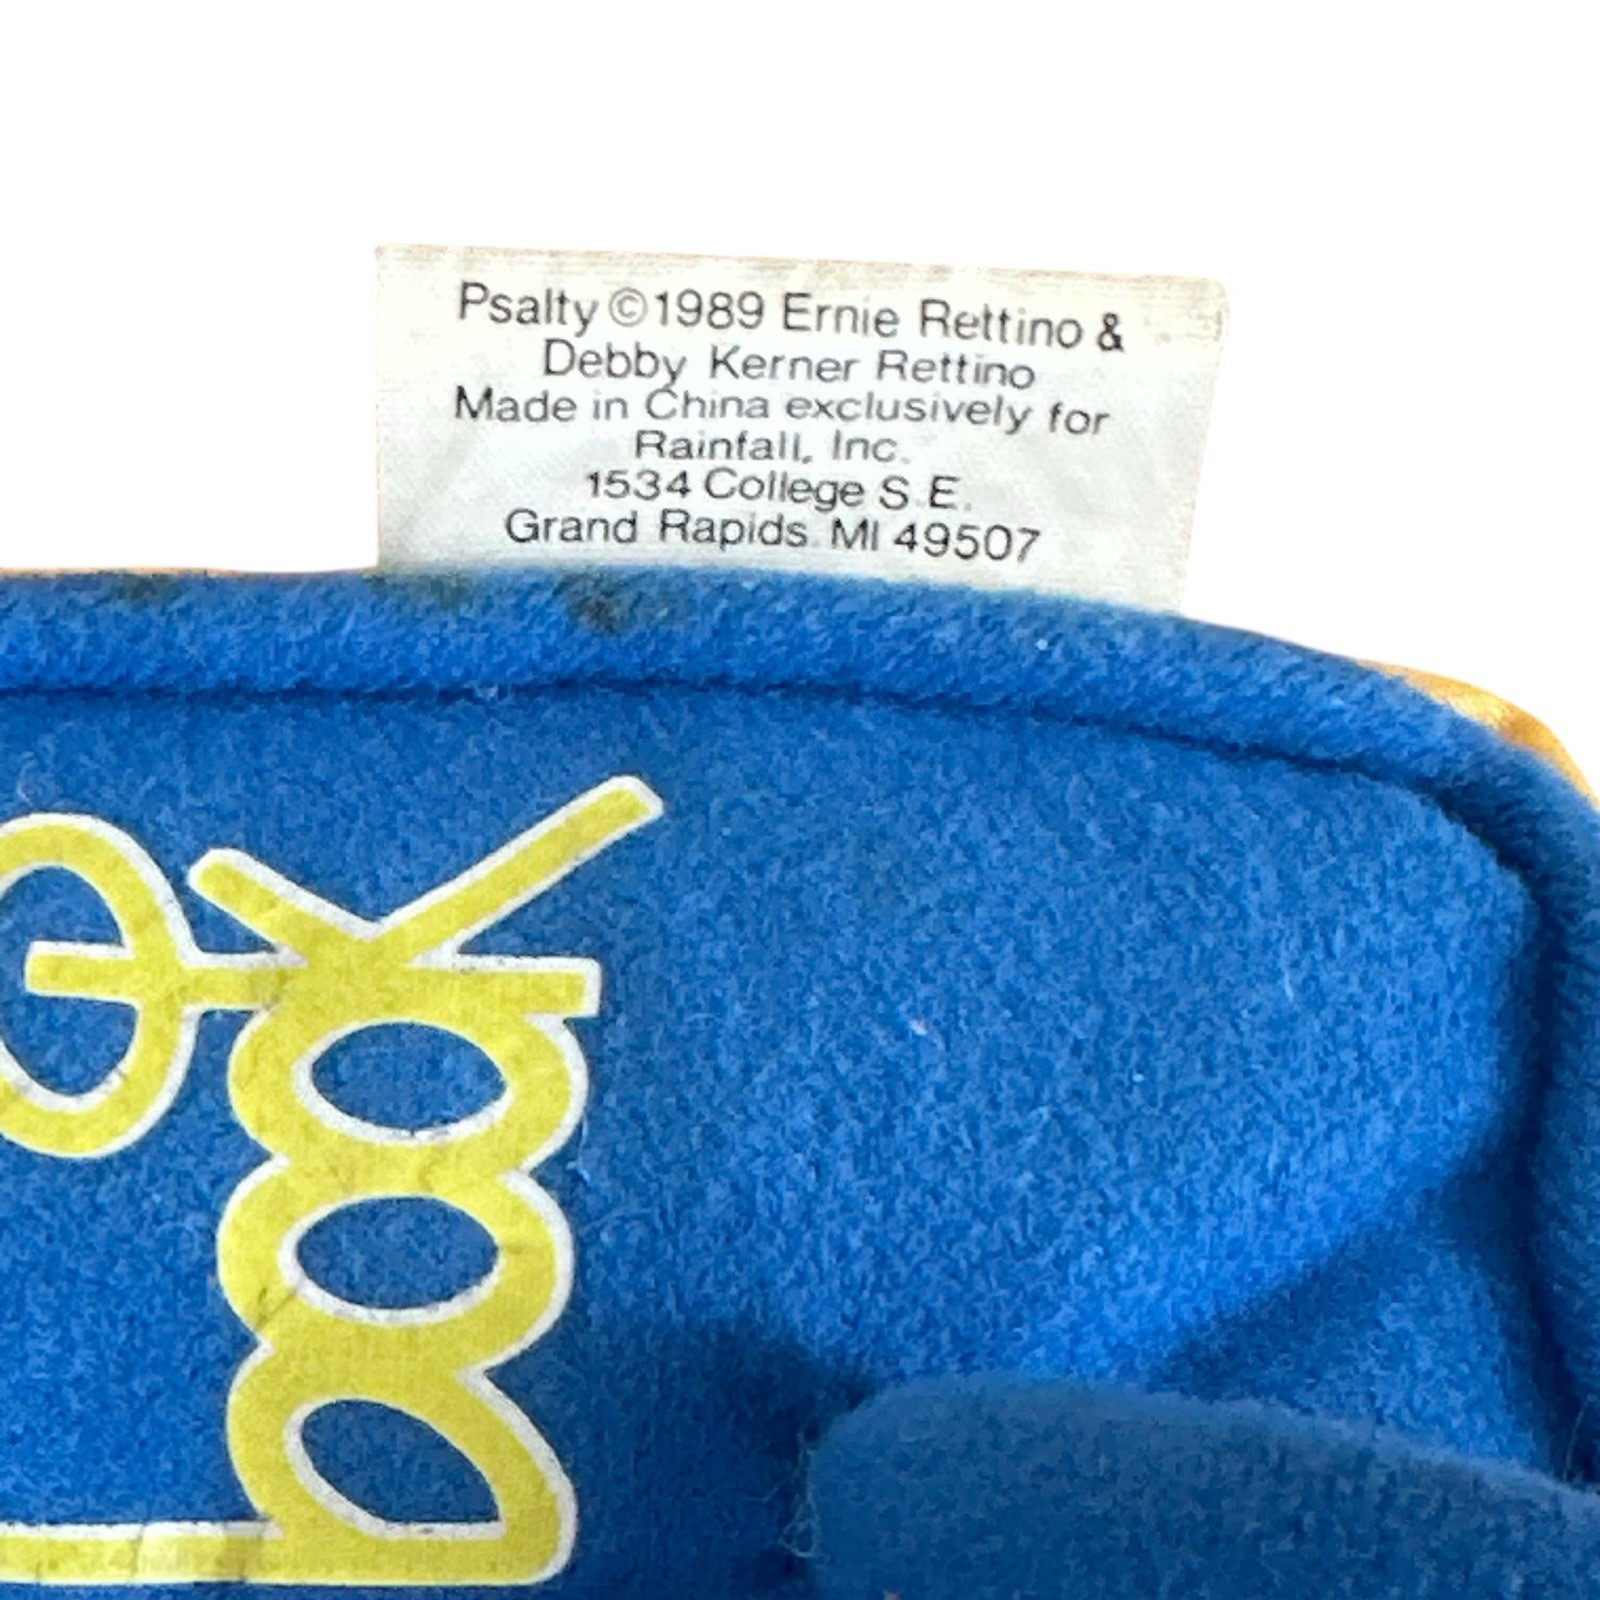 Psalty ©1989 Ernie Rettino &
Debby Kerner Rettino
Made in China exclusively for
Rainfall, Inc.
1534 College S.E.
Grand Rapids, MI 49507
book